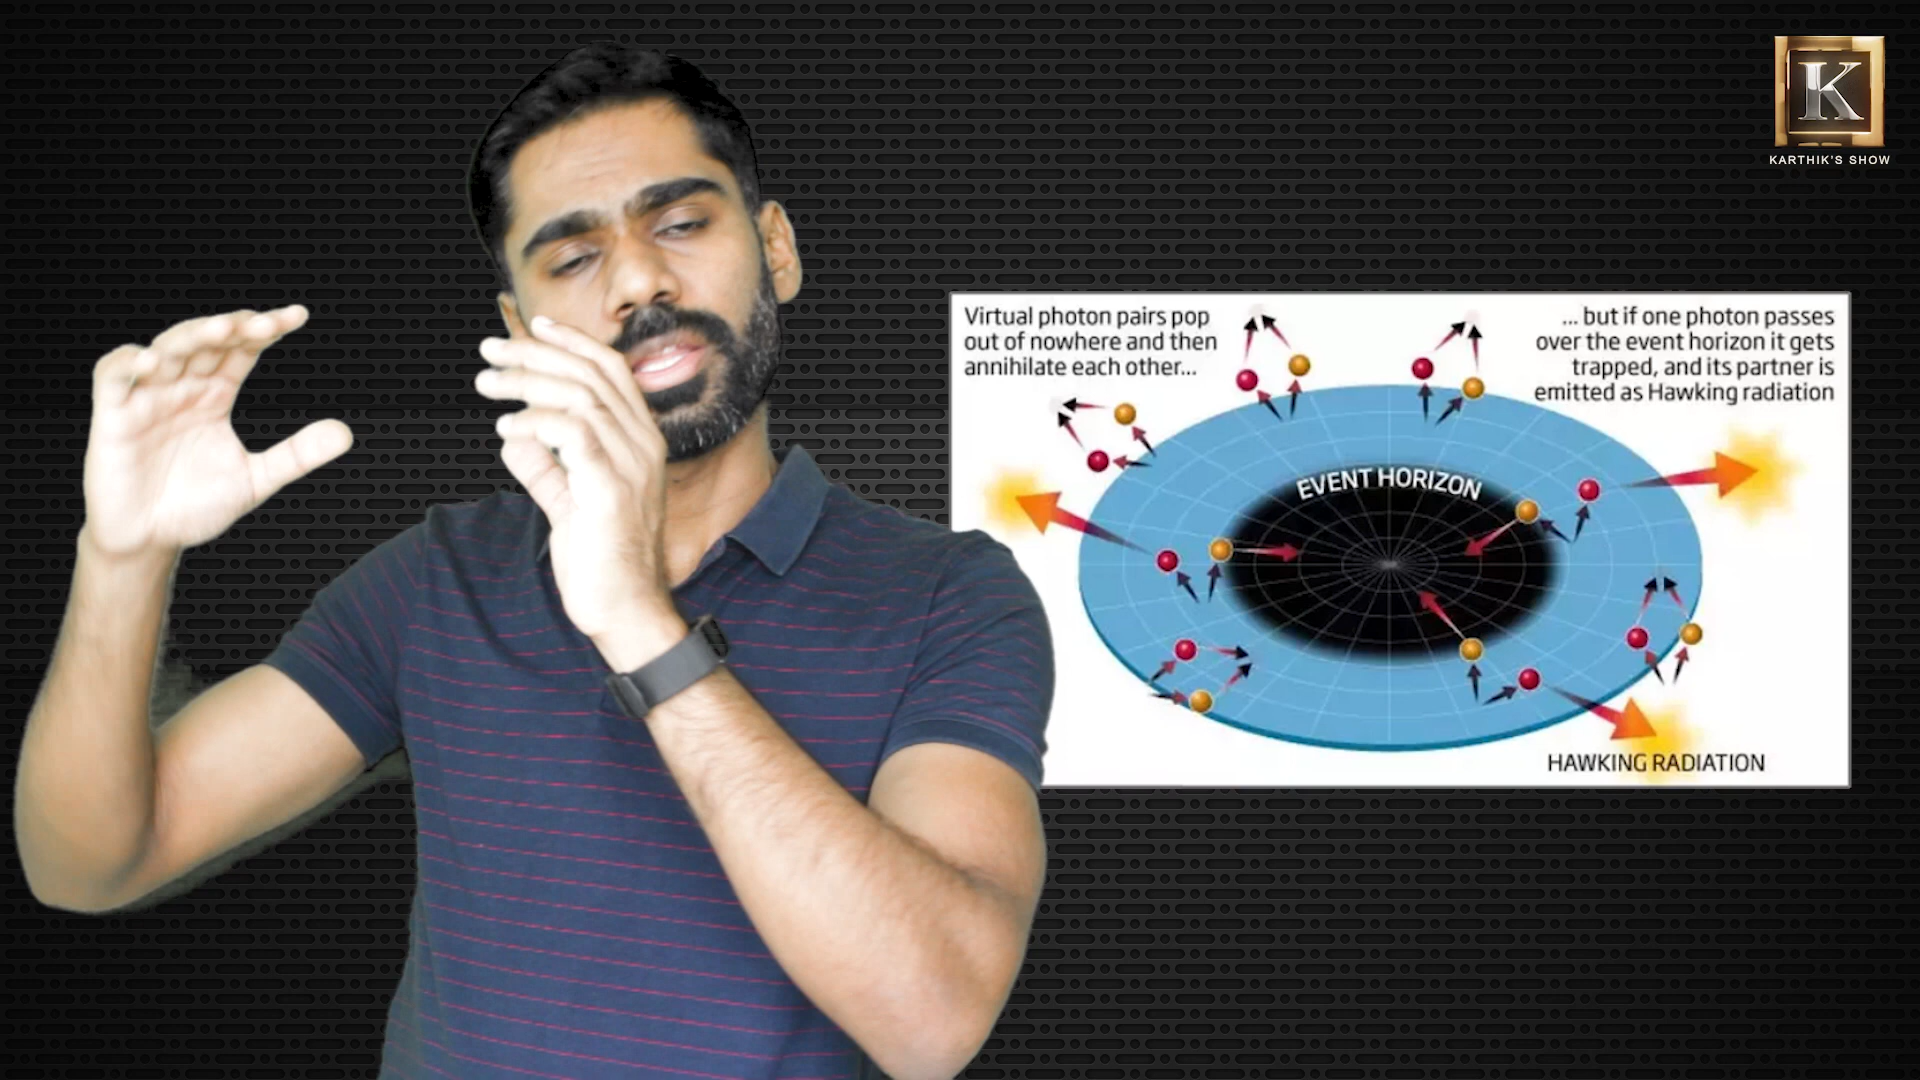 K
KARTHIK'S SHOW
Virtual photon pairs pop
out of nowhere and then
annihilate each other...
... but if one photon passes
over the event horizon it gets
trapped, and its partner is
emitted as Hawking radiation
EVENT HORIZON
HAWKING RADIATION